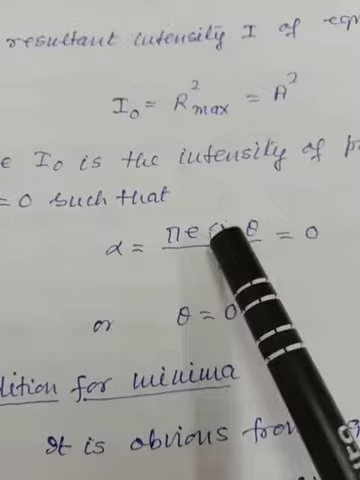 resultant intensity I of
I₀ = R²max = A²
I₀ is the intensity of
= 0 such that
α = πe θ = 0
or θ = 0
for minima
It is obvious from